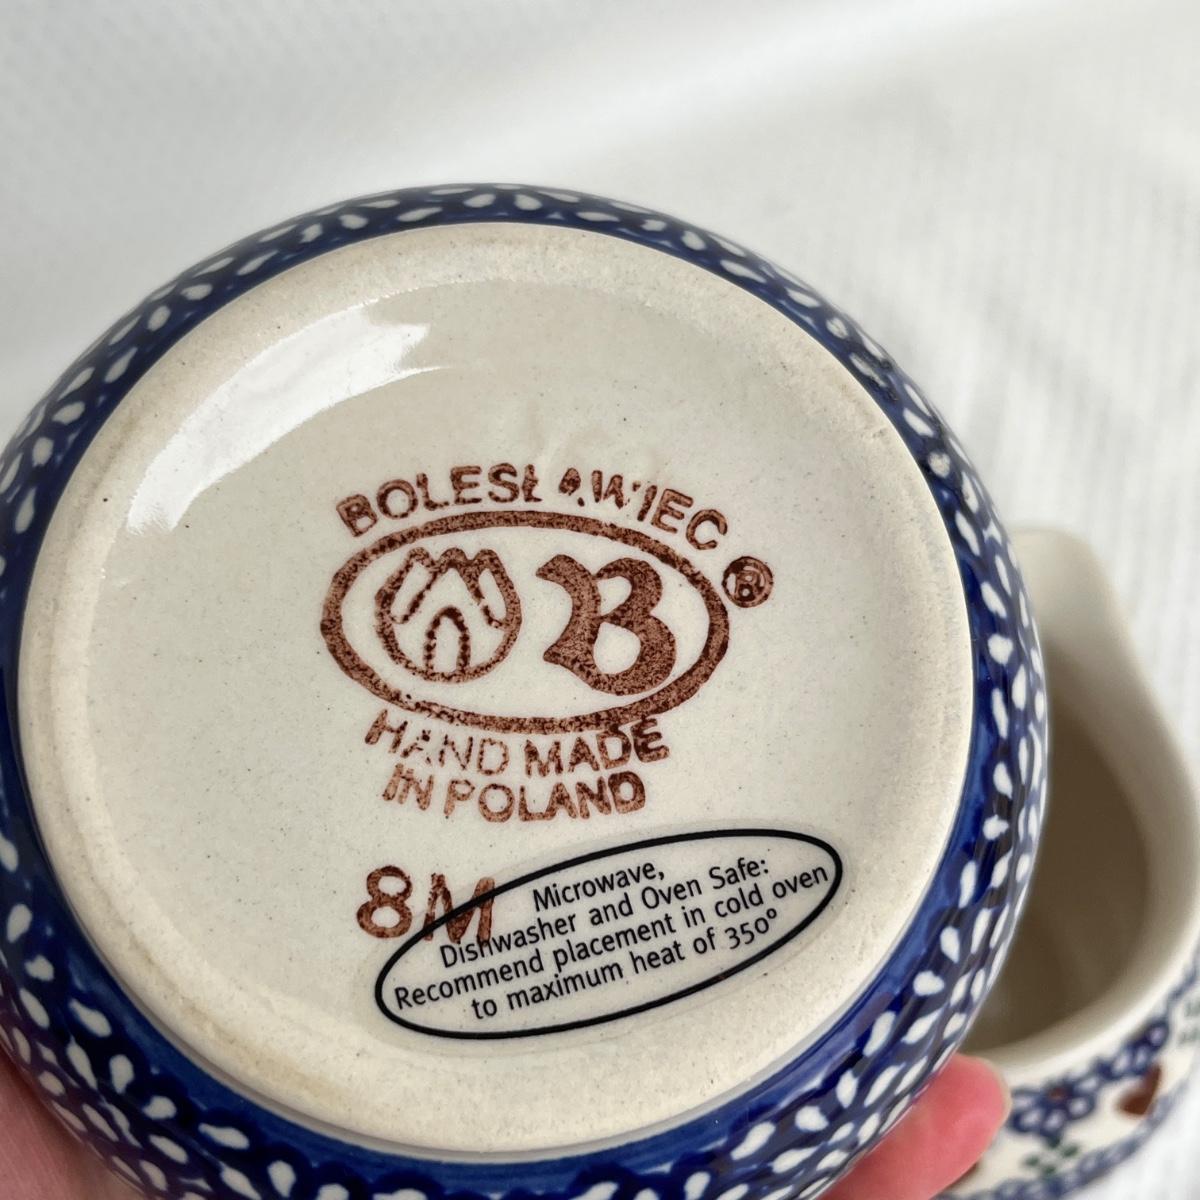 BOLESŁAWIEC ®
B
HAND MADE
IN POLAND
8M
Microwave,
Dishwasher and Oven Safe:
Recommend placement in cold oven
to maximum heat of 350°